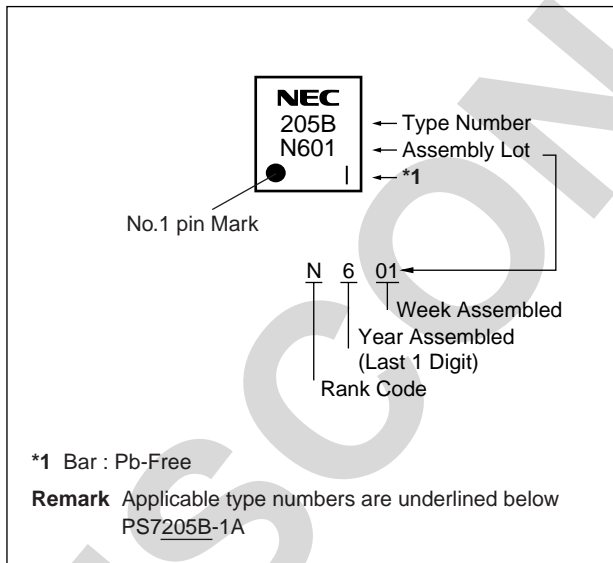 NEC
205B
N601
Type Number
Assembly Lot
*1
No.1 pin Mark
N 6 01
Week Assembled
Year Assembled
(Last 1 Digit)
Rank Code
*1 Bar : Pb-Free
Remark Applicable type numbers are underlined below
PS7205B-1A